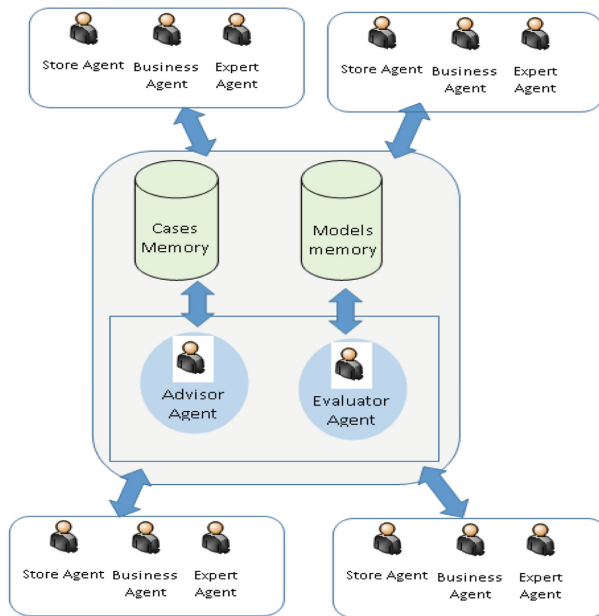 Store Agent
Business
Agent
Expert
Agent
Store Agent
Business
Agent
Expert
Agent
Cases
Memory
Models
memory
Advisor
Agent
Evaluator
Agent
Store Agent
Business
Agent
Expert
Agent
Store Agent
Business
Agent
Expert
Agent